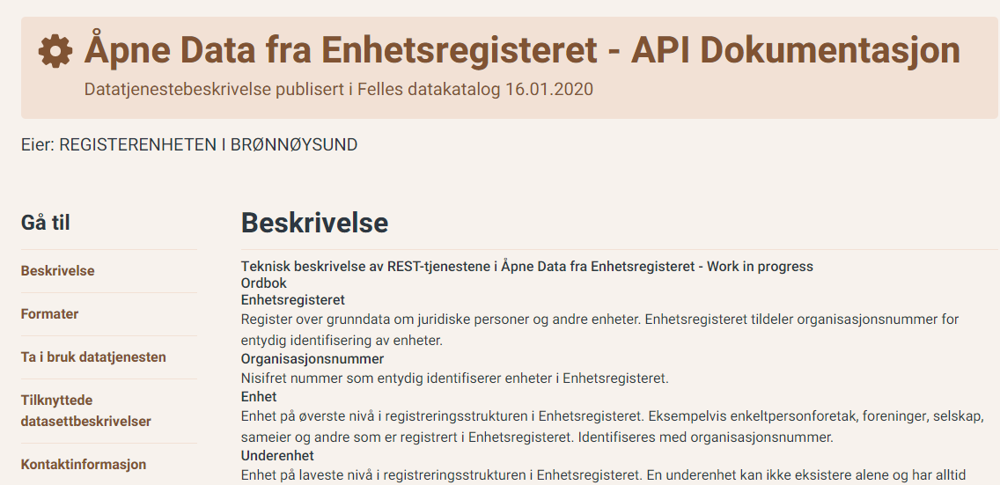 Åpne Data fra Enhetsregisteret - API Dokumentasjon
Datatjenestebeskrivelse publisert i Felles datakatalog 16.01.2020
Eier: REGISTERENHETEN I BRØNNØYSUND
Gå til
Beskrivelse
Formater
Ta i bruk datatjenesten
Tilknyttede
datasettbeskrivelser
Kontaktinformasjon
Beskrivelse
Teknisk beskrivelse av REST-tjenestene i Åpne Data fra Enhetsregisteret - Work in progress
Ordbok
Enhetsregisteret
Register over grunndata om juridiske personer og andre enheter. Enhetsregisteret tildeler organisasjonsnummer for
entydig identifisering av enheter.
Organisasjonsnummer
Nisifret nummer som entydig identifiserer enheter i Enhetsregisteret.
Enhet
Enhet på øverste nivå i registreringsstrukturen i Enhetsregisteret. Eksempelvis enkeltpersonforetak, foreninger, selskap,
sameier og andre som er registrert i Enhetsregisteret. Identifiseres med organisasjonsnummer.
Underenhet
Enhet på laveste nivå i registreringsstrukturen i Enhetsregisteret. En underenhet kan ikke eksistere alene og har alltid